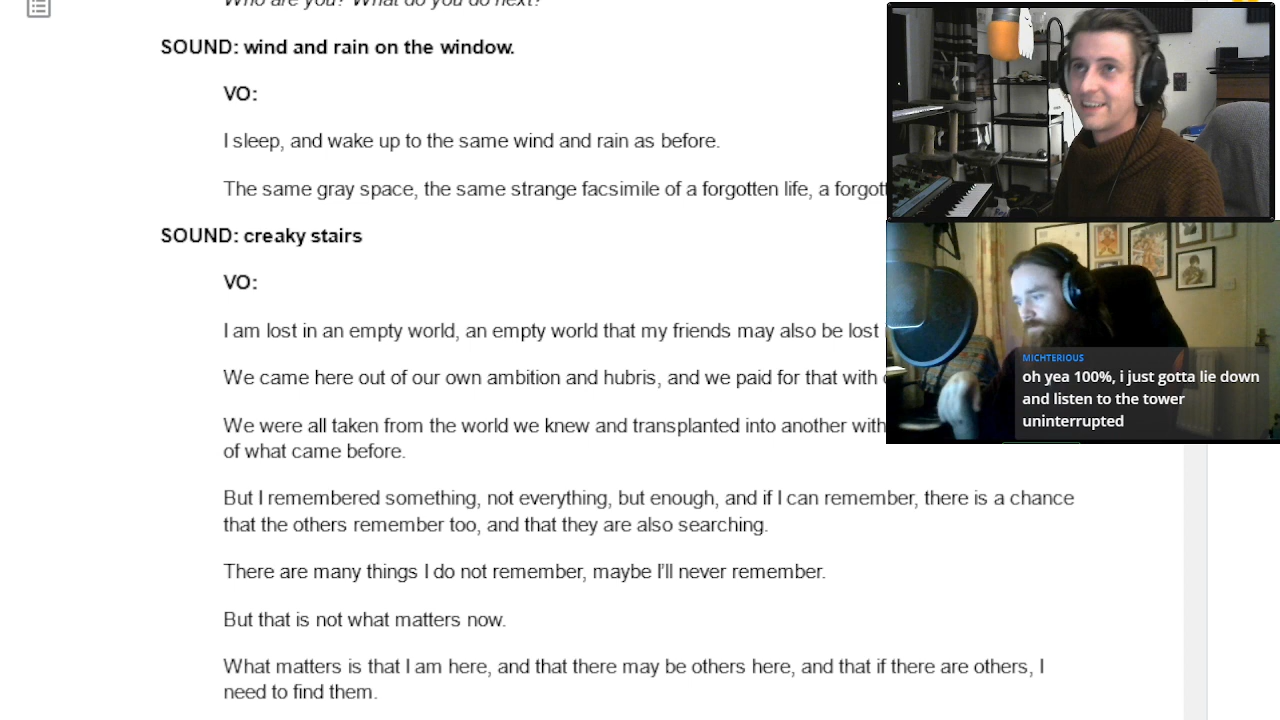 Who are you? What do you do next?
SOUND: wind and rain on the window.
VO:
I sleep, and wake up to the same wind and rain as before.
The same gray space, the same strange facsimile of a forgotten life, a
SOUND: creaky stairs
VO:
I am lost in an empty world, an empty world that my friends may also be lost
We came here out of our own ambition and hubris, and we paid for that with
We were all taken from the world we knew and transplanted into another with
of what came before.
But I remembered something, not everything, but enough, and if I can remember, there is a chance
that the others remember too, and that they are also searching.
There are many things I do not remember, maybe I'll never remember.
But that is not what matters now.
What matters is that I am here, and that there may be others here, and that if there are others, I
need to find them.
MICHTERIOUS
oh yea 100%, i just gotta lie down
and listen to the tower
uninterrupted